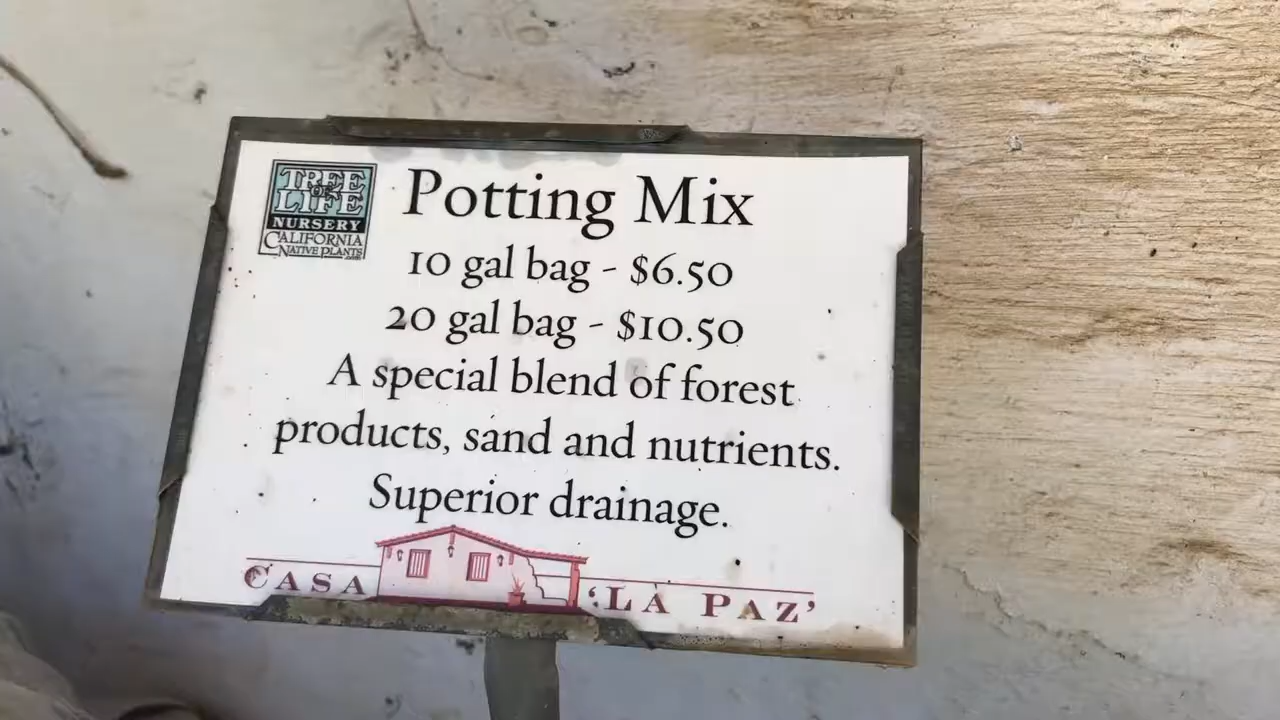 TREE
OF
LIFE
NURSERY
CALIFORNIA
NATIVE PLANTS
.com
Potting Mix
10 gal bag - $6.50
20 gal bag - $10.50
A special blend of forest
products, sand and nutrients.
Superior drainage.
CASA 'LA PAZ'